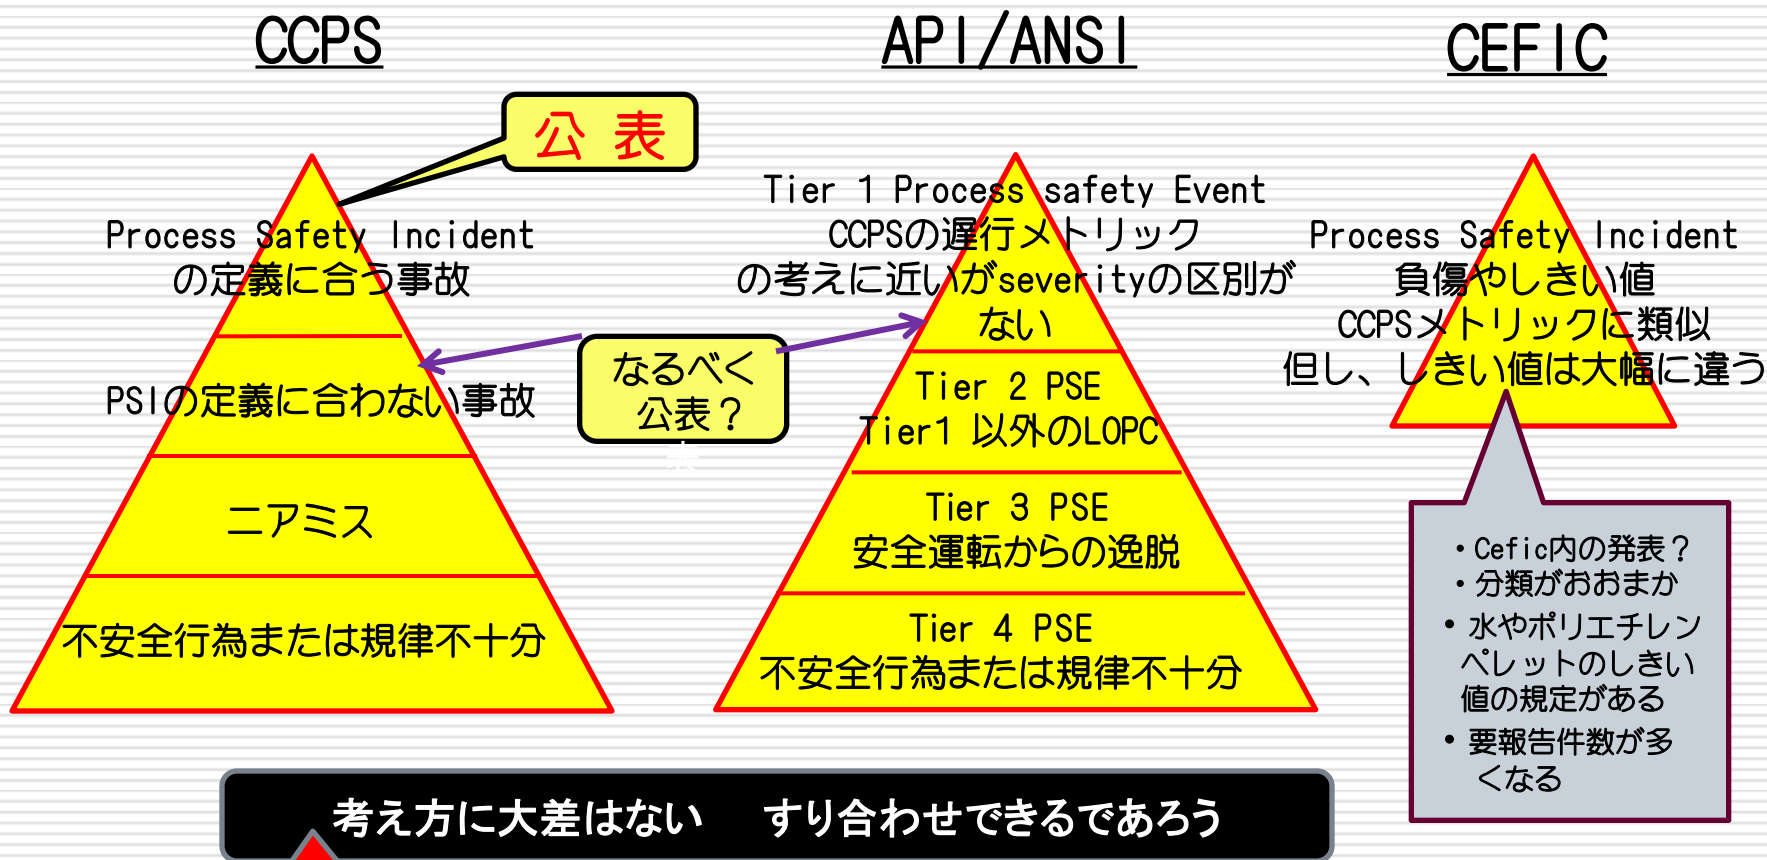 CCPS
API/ANSI
CEFIC
公 表
Process Safety Incident
の定義に合う事故
PSIの定義に合わない事故
ニアミス
不安全行為または規律不十分
なるべく
公表?
Tier 1 Process safety Event
CCPSの遅行メトリック
の考えに近いがseverityの区別が
ない
Tier 2 PSE
Tier1 以外のLOPC
Tier 3 PSE
安全運転からの逸脱
Tier 4 PSE
不安全行為または規律不十分
Process Safety Incident
負傷やしきい値
CCPSメトリックに類似
但し、しきい値は大幅に違う
・Cefic内の発表?
・分類がおおまか
・水やポリエチレン
ペレットのしきい
値の規定がある
・要報告件数が多
くなる
考え方に大差はない すり合わせできるであろう